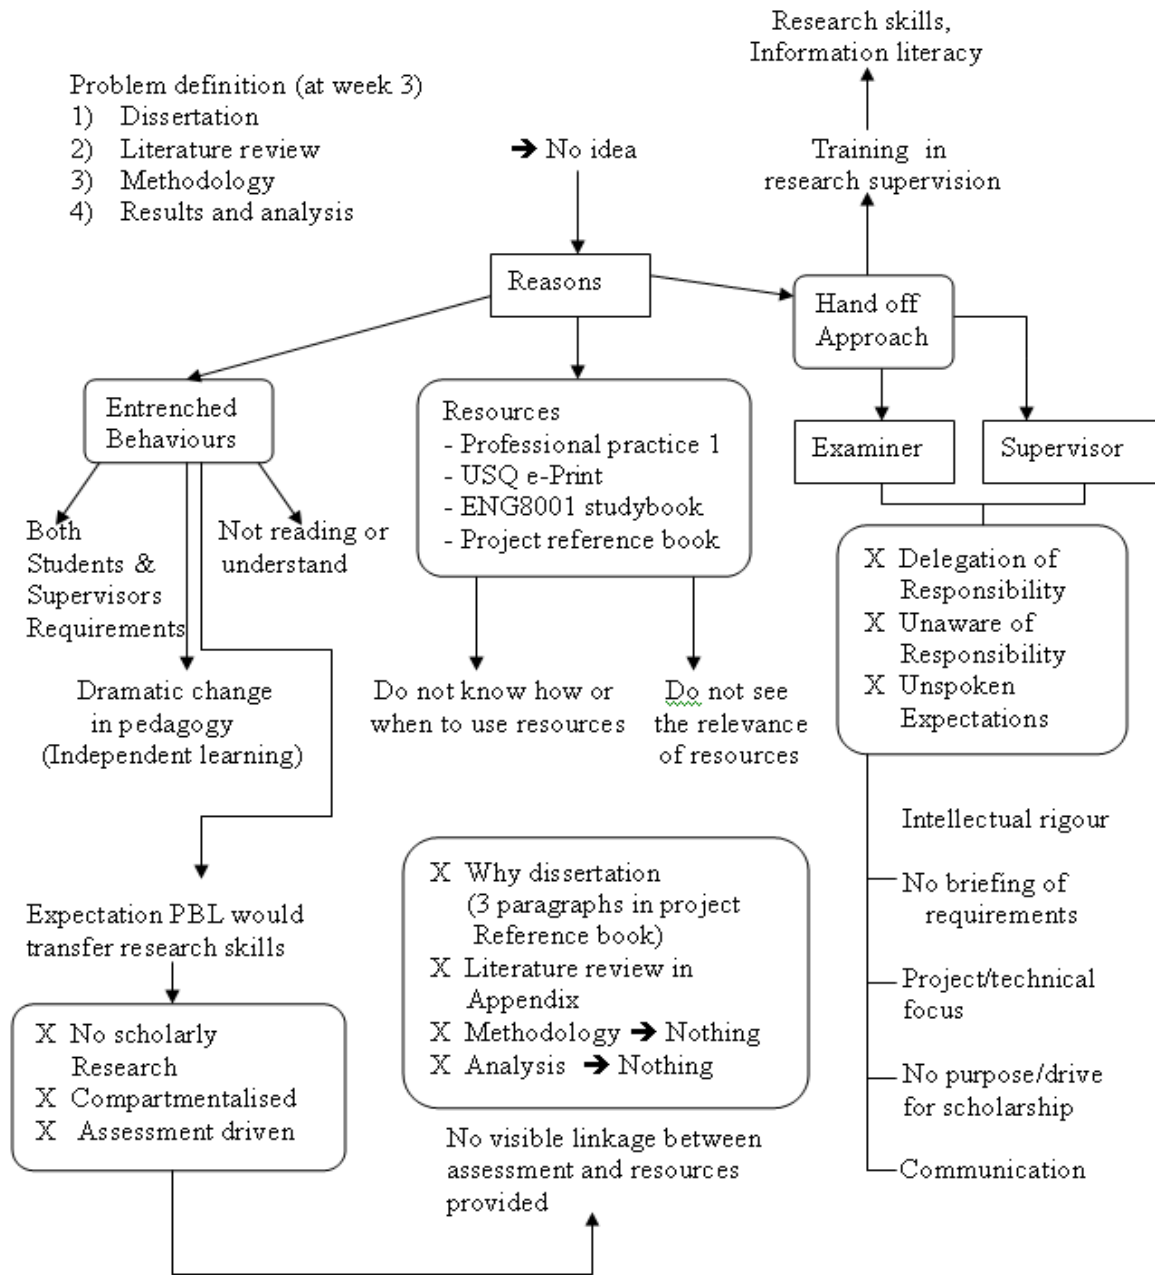 Research skills,
Information literacy
Problem definition (at week 3)
1) Dissertation
2) Literature review
3) Methodology
4) Results and analysis
➔ No idea
Training in
research supervision
Reasons
Hand off
Approach
Entrenched
Behaviours
Resources
- Professional practice 1
- USQ e-Print
- ENG8001 studybook
- Project reference book
Examiner
Supervisor
Both
Students &
Supervisors
Requirements
Not reading or
understand
X Delegation of
Responsibility
X Unaware of
Responsibility
X Unspoken
Expectations
Dramatic change
in pedagogy
(Independent learning)
Do not know how or
when to use resources
Do not see
the relevance
of resources
Intellectual rigour
No briefing of
requirements
Project/technical
focus
No purpose/drive
for scholarship
Communication
X Why dissertation
(3 paragraphs in project
Reference book)
X Literature review in
Appendix
X Methodology ➔ Nothing
X Analysis ➔ Nothing
Expectation PBL would
transfer research skills
X No scholarly
Research
X Compartmentalised
X Assessment driven
No visible linkage between
assessment and resources
provided